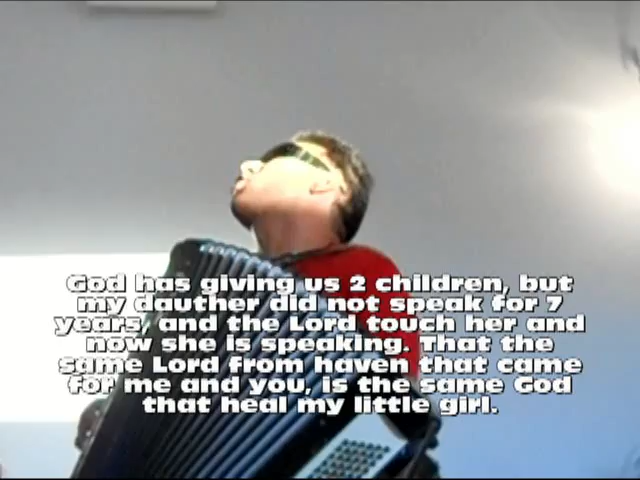 God has giving us 2 children, but
my dauther did not speak for 7
years, and the Lord touch her and
now she is speaking. That the
same Lord from haven that came
for me and you, is the same God
that heal my little girl.